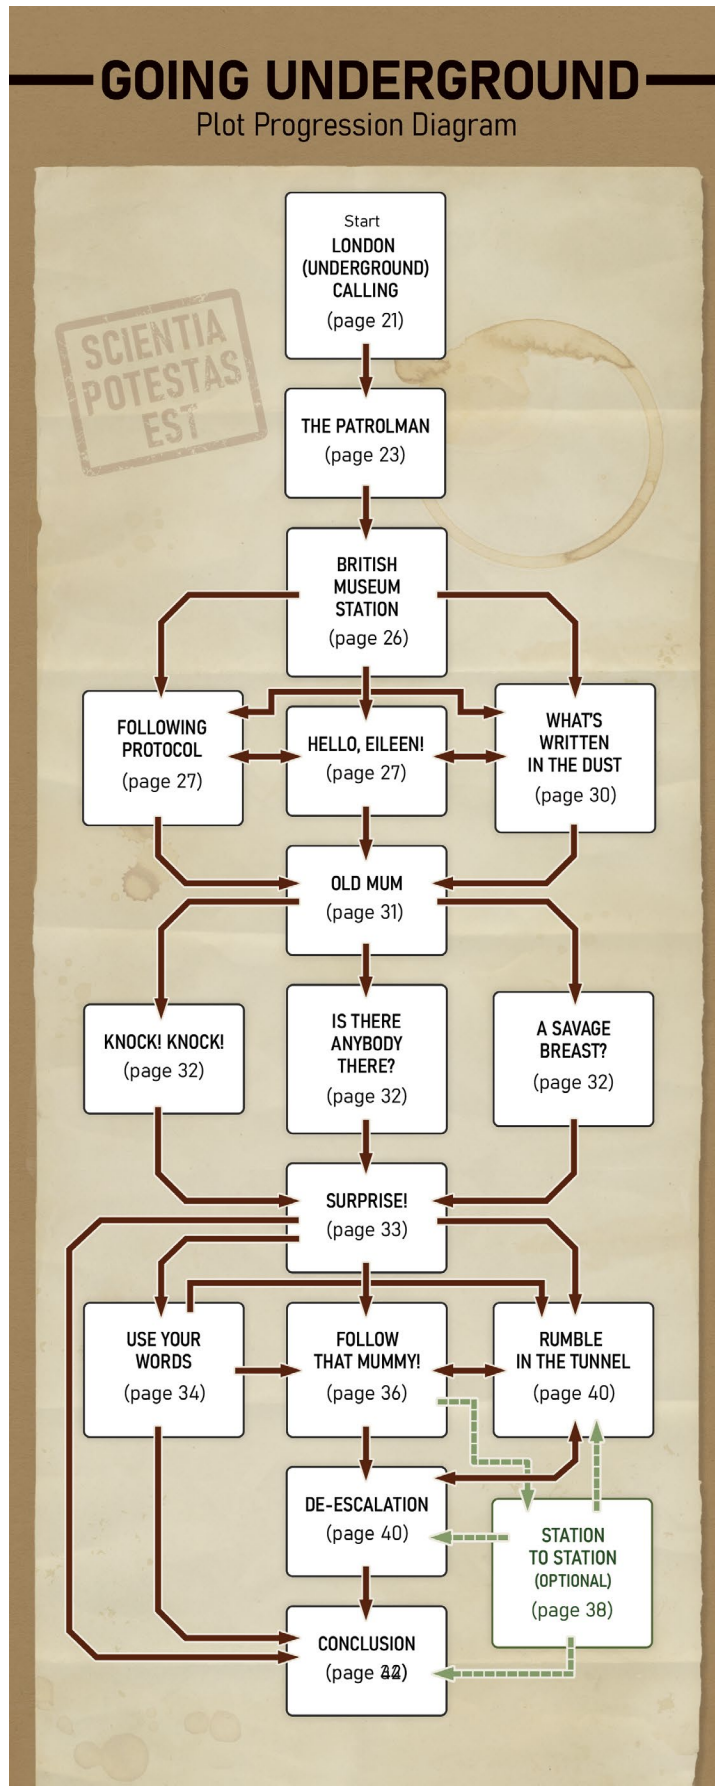 GOING UNDERGROUND
Plot Progression Diagram
SCIENTIA
POTESTAS
EST
Start
LONDON
(UNDERGROUND)
CALLING
(page 21)
THE PATROLMAN
(page 23)
BRITISH
MUSEUM
STATION
(page 26)
FOLLOWING
PROTOCOL
(page 27)
HELLO, EILEEN!
(page 27)
WHAT'S
WRITTEN
IN THE DUST
(page 30)
OLD MUM
(page 31)
KNOCK! KNOCK!
(page 32)
IS THERE
ANYBODY
THERE?
(page 32)
A SAVAGE
BREAST?
(page 32)
SURPRISE!
(page 33)
USE YOUR
WORDS
(page 34)
FOLLOW
THAT MUMMY!
(page 36)
RUMBLE
IN THE TUNNEL
(page 40)
DE-ESCALATION
(page 40)
STATION
TO STATION
(OPTIONAL)
(page 38)
CONCLUSION
(page